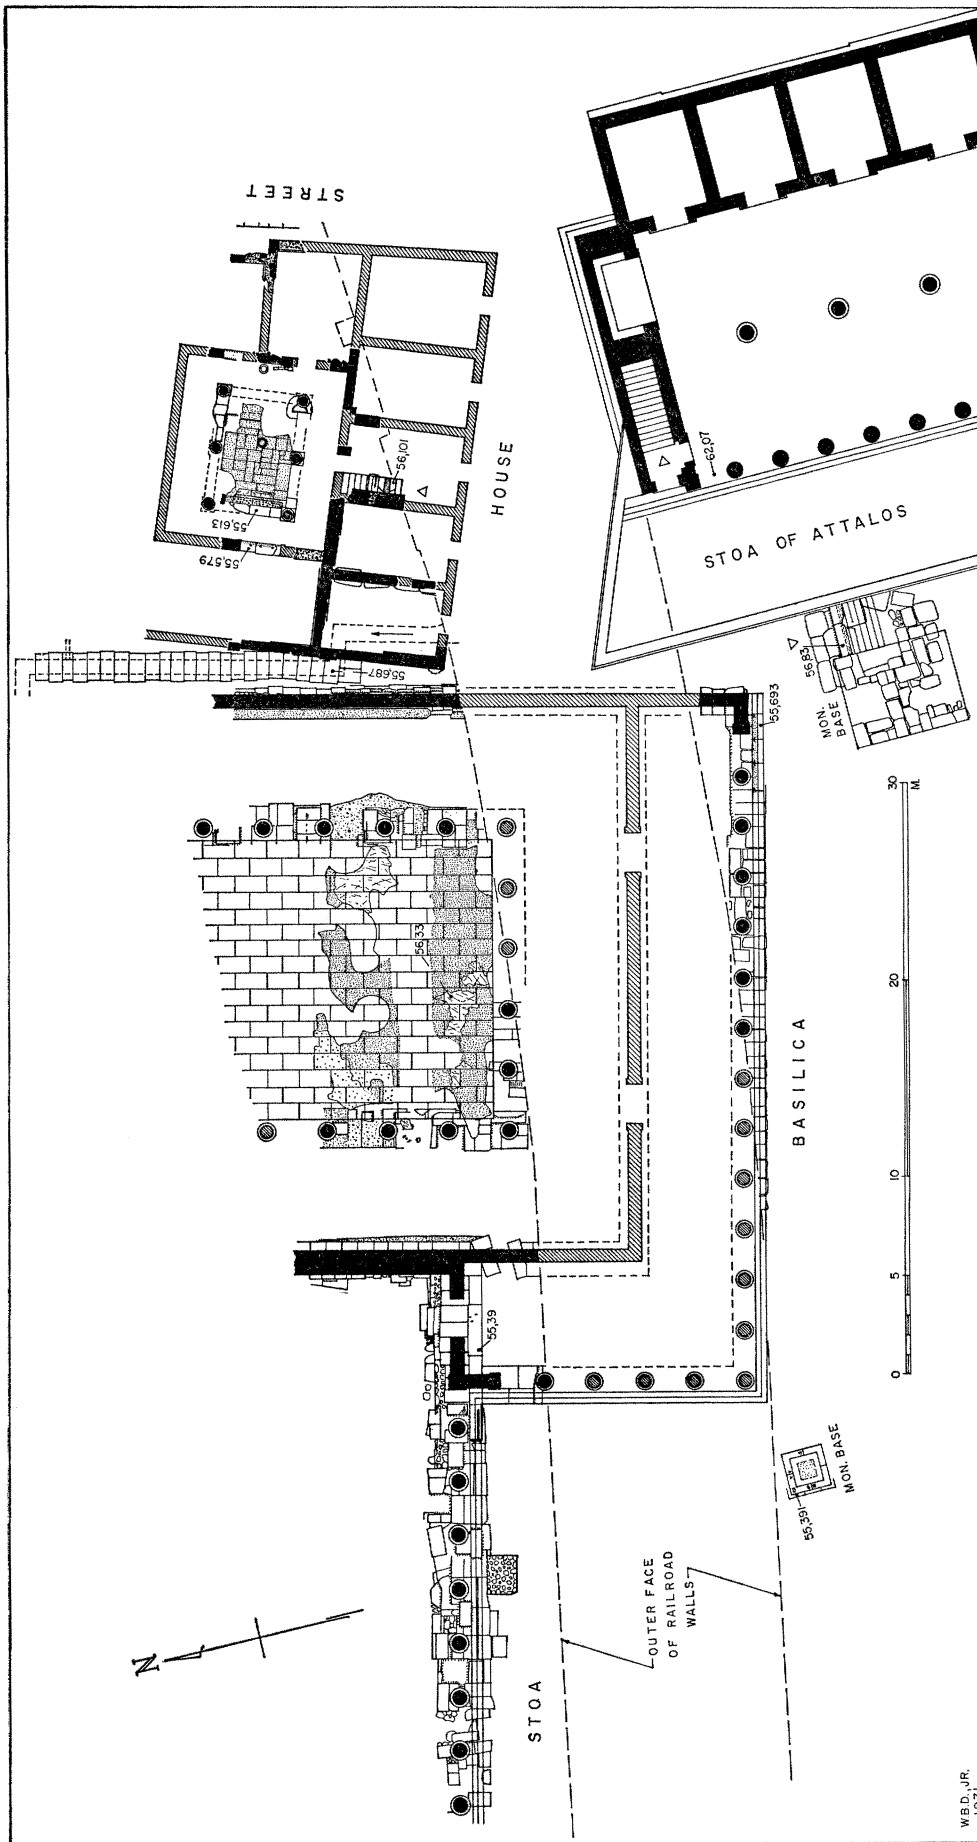 STREET
HOUSE
56,101
55,613
55,579
55,687
62,07
STOA OF ATTALOS
56,83
MON.
BASE
55,693
56,33
BASILICA
30
M.
20
10
5
0
55,39
55,391
MON. BASE
OUTER FACE
OF RAILROAD
WALLS
STOA
N
W.B.D., JR.